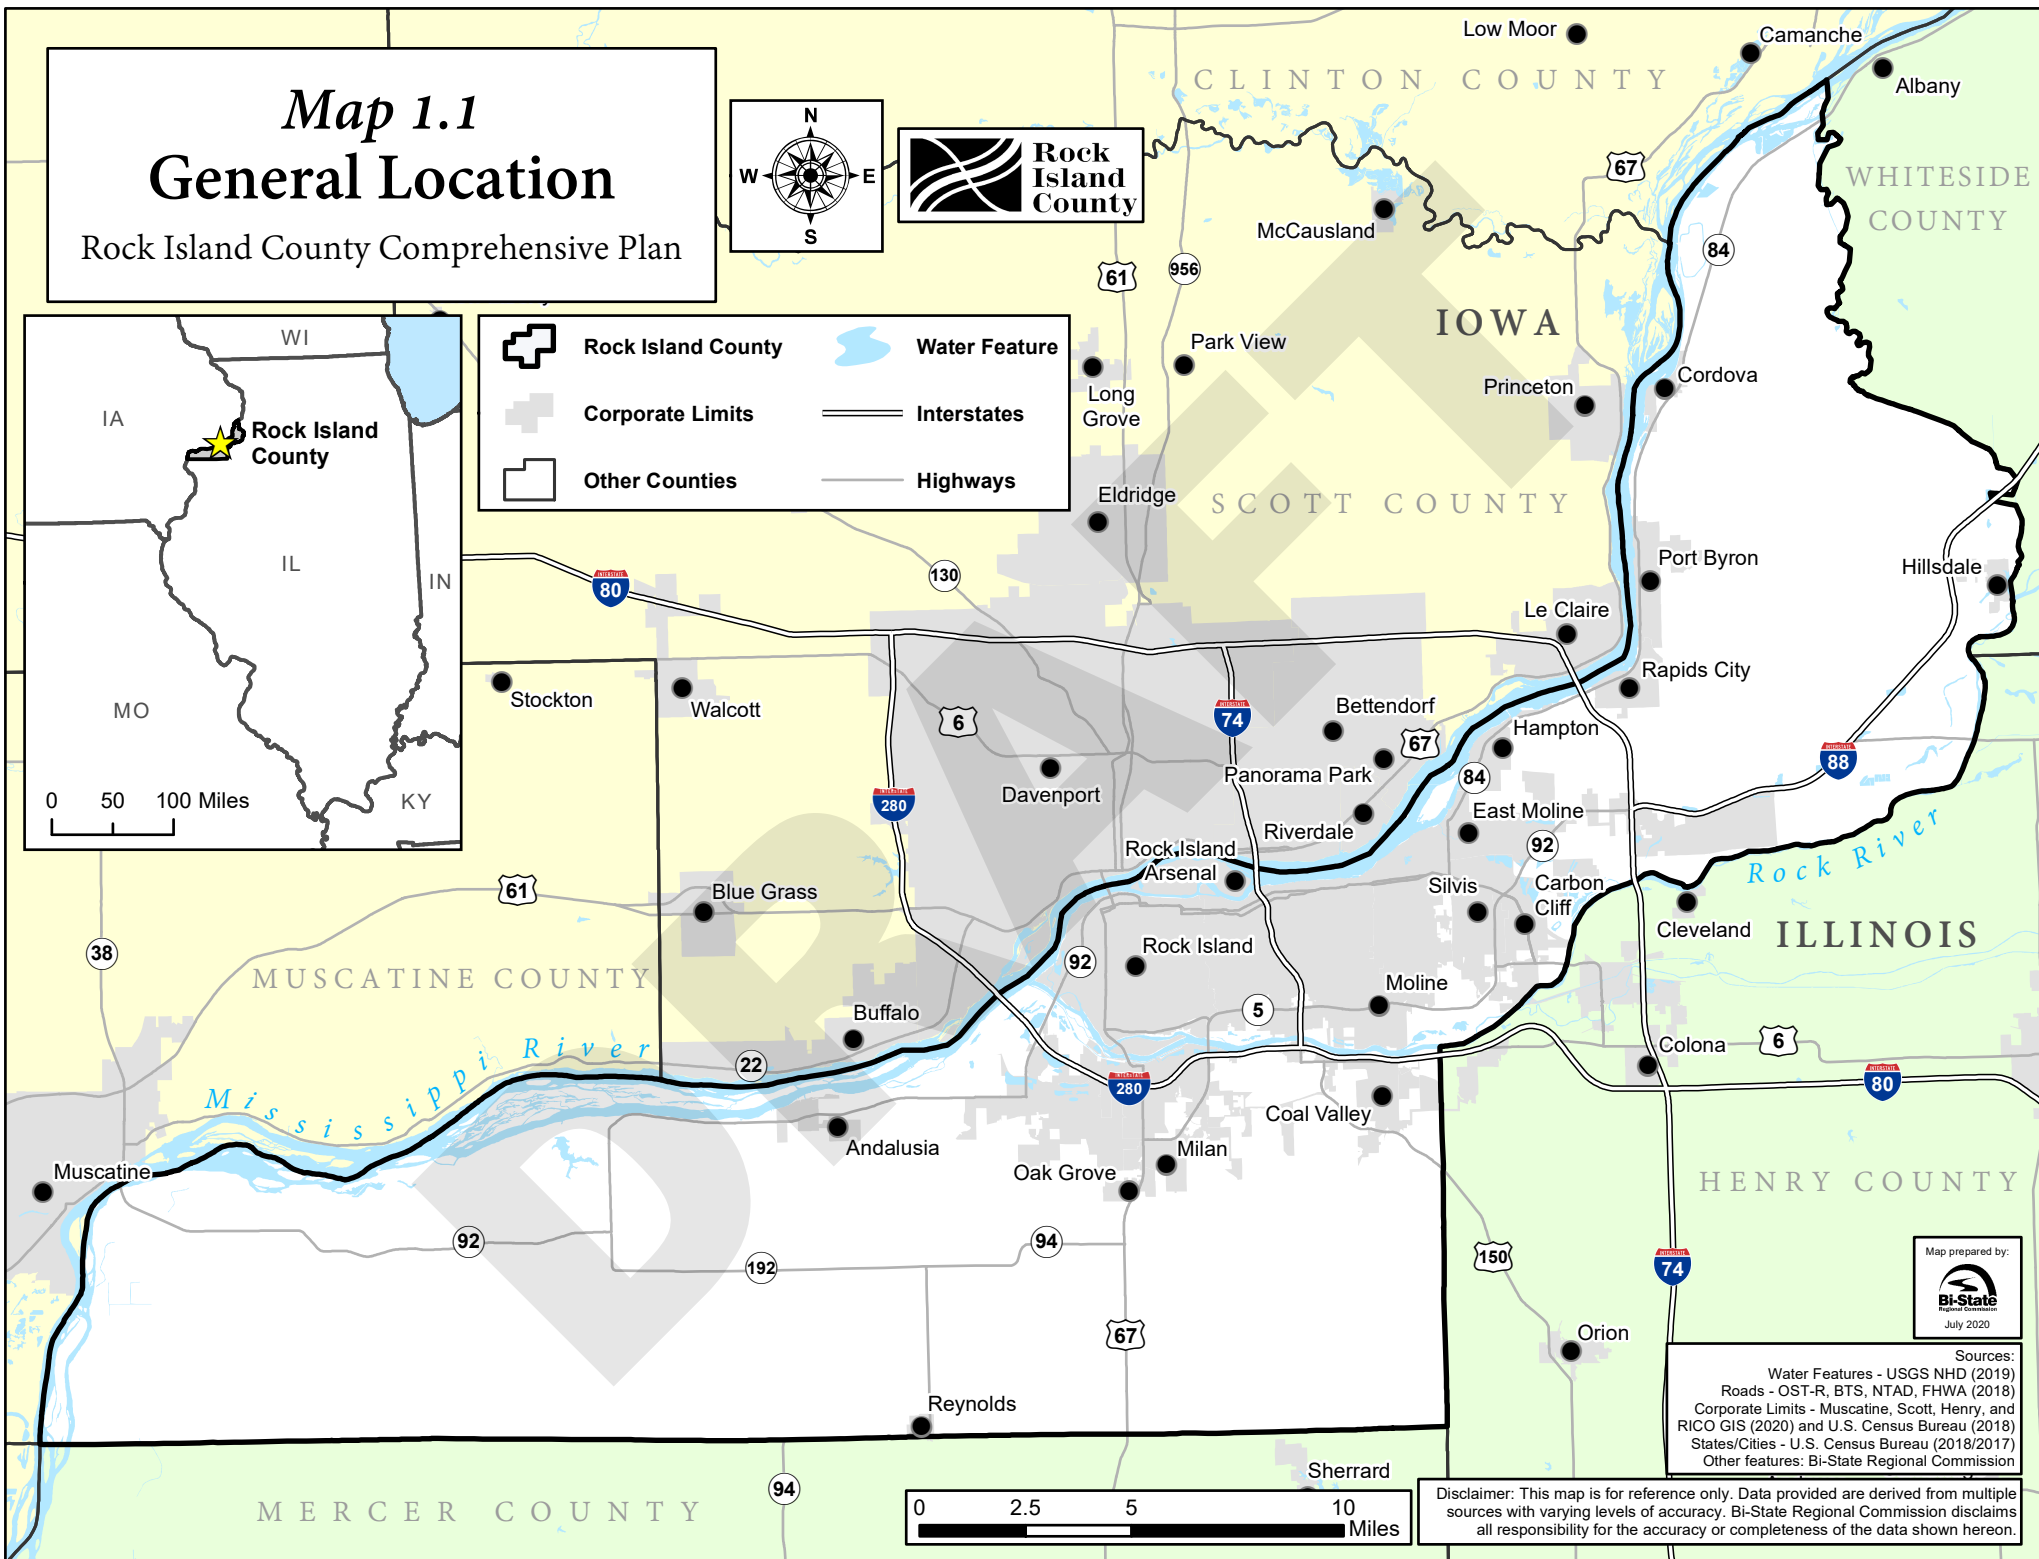 Map 1.1
General Location
Rock Island County Comprehensive Plan
N
W
E
S
Rock
Island
County
Low Moor
Camanche
Albany
CLINTON COUNTY
WHITESIDE
COUNTY
67
84
McCausland
61
956
IOWA
WI
IA
Rock Island
County
IL
IN
MO
KY
0 50 100 Miles
Rock Island County
Water Feature
Corporate Limits
Interstates
Other Counties
Highways
Park View
Long
Grove
Princeton
Cordova
Eldridge
SCOTT COUNTY
130
INTERSTATE
80
Port Byron
Hillsdale
Le Claire
Rapids City
Stockton
Walcott
6
INTERSTATE
74
Bettendorf
67
Hampton
Panorama Park
84
INTERSTATE
88
Davenport
INTERSTATE
280
Riverdale
East Moline
92
Rock Island
Arsenal
Rock River
Silvis
Carbon
Cliff
Cleveland
ILLINOIS
61
Blue Grass
38
MUSCATINE COUNTY
92
Rock Island
Moline
5
Buffalo
Mississippi River
22
Colona
6
INTERSTATE
80
INTERSTATE
280
Coal Valley
Andalusia
Milan
Oak Grove
Muscatine
HENRY COUNTY
92
192
94
150
INTERSTATE
74
67
Orion
Reynolds
Sherrard
94
MERCER COUNTY
DRAFT
Map prepared by:
Bi-State
Regional Commission
July 2020
Sources:
Water Features - USGS NHD (2019)
Roads - OST-R, BTS, NTAD, FHWA (2018)
Corporate Limits - Muscatine, Scott, Henry, and
RICO GIS (2020) and U.S. Census Bureau (2018)
States/Cities - U.S. Census Bureau (2018/2017)
Other features: Bi-State Regional Commission
0 2.5 5 10
Miles
Disclaimer: This map is for reference only. Data provided are derived from multiple
sources with varying levels of accuracy. Bi-State Regional Commission disclaims
all responsibility for the accuracy or completeness of the data shown hereon.